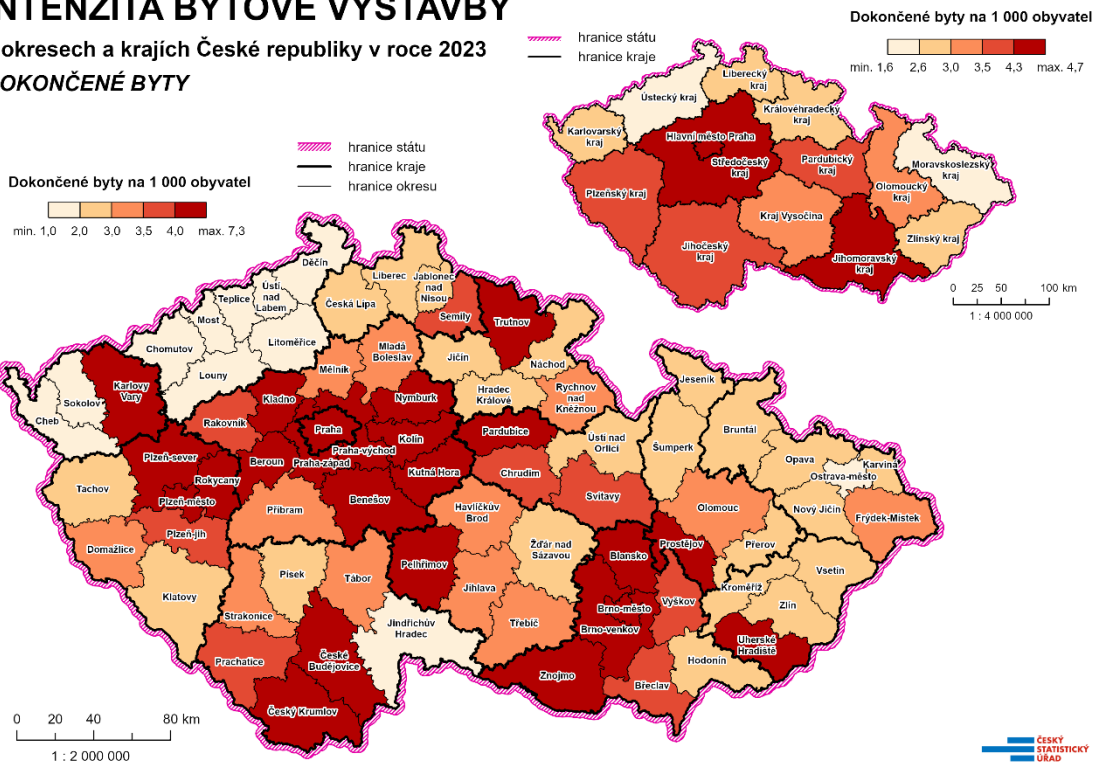 NTENZITA BYTOVÉ VÝSTAVBY
okresech a krajích České republiky v roce 2023
OKONČENÉ BYTY
hranice státu
hranice kraje
Dokončené byty na 1 000 obyvatel
min. 1,6 2,6 3,0 3,5 4,3 max. 4,7
Liberecký
kraj
Ústecký kraj
Královéhradecký
kraj
Karlovarský
kraj
Hlavní město Praha
Středočeský
kraj
Pardubický
kraj
Moravskoslezský
kraj
Plzeňský kraj
Olomoucký
kraj
Kraj Vysočina
Zlínský kraj
Jihočeský
kraj
Jihomoravský
kraj
0 25 50 100 km
1 : 4 000 000
hranice státu
hranice kraje
hranice okresu
Dokončené byty na 1 000 obyvatel
min. 1,0 2,0 3,0 3,5 4,0 max. 7,3
Děčín
Liberec
Jablonec
nad
Nisou
Ústí
nad
Labem
Teplice
Česká Lípa
Most
Semily
Trutnov
Litoměřice
Chomutov
Mladá
Boleslav
Jičín
Náchod
Louny
Mělník
Jeseník
Karlovy
Vary
Sokolov
Hradec
Králové
Rychnov
nad
Kněžnou
Kladno
Nymburk
Cheb
Rakovník
Praha
Pardubice
Bruntál
Kolín
Ústí nad
Orlicí
Šumperk
Praha-východ
Plzeň-sever
Beroun
Praha-západ
Opava
Karviná
Ostrava-město
Rokycany
Kutná Hora
Chrudim
Tachov
Benešov
Svitavy
Plzeň-město
Příbram
Havlíčkův
Brod
Olomouc
Nový Jičín
Frýdek-Místek
Plzeň-jih
Domažlice
Žďár nad
Sázavou
Prostějov
Přerov
Blansko
Pelhřimov
Vsetín
Písek
Tábor
Klatovy
Jihlava
Kroměříž
Zlín
Vyškov
Brno-město
Strakonice
Jindřichův
Hradec
Třebíč
Brno-venkov
Uherské
Hradiště
Prachatice
České
Budějovice
Hodonín
Znojmo
Břeclav
Český Krumlov
0 20 40 80 km
1 : 2 000 000
ČESKÝ
STATISTICKÝ
ÚŘAD